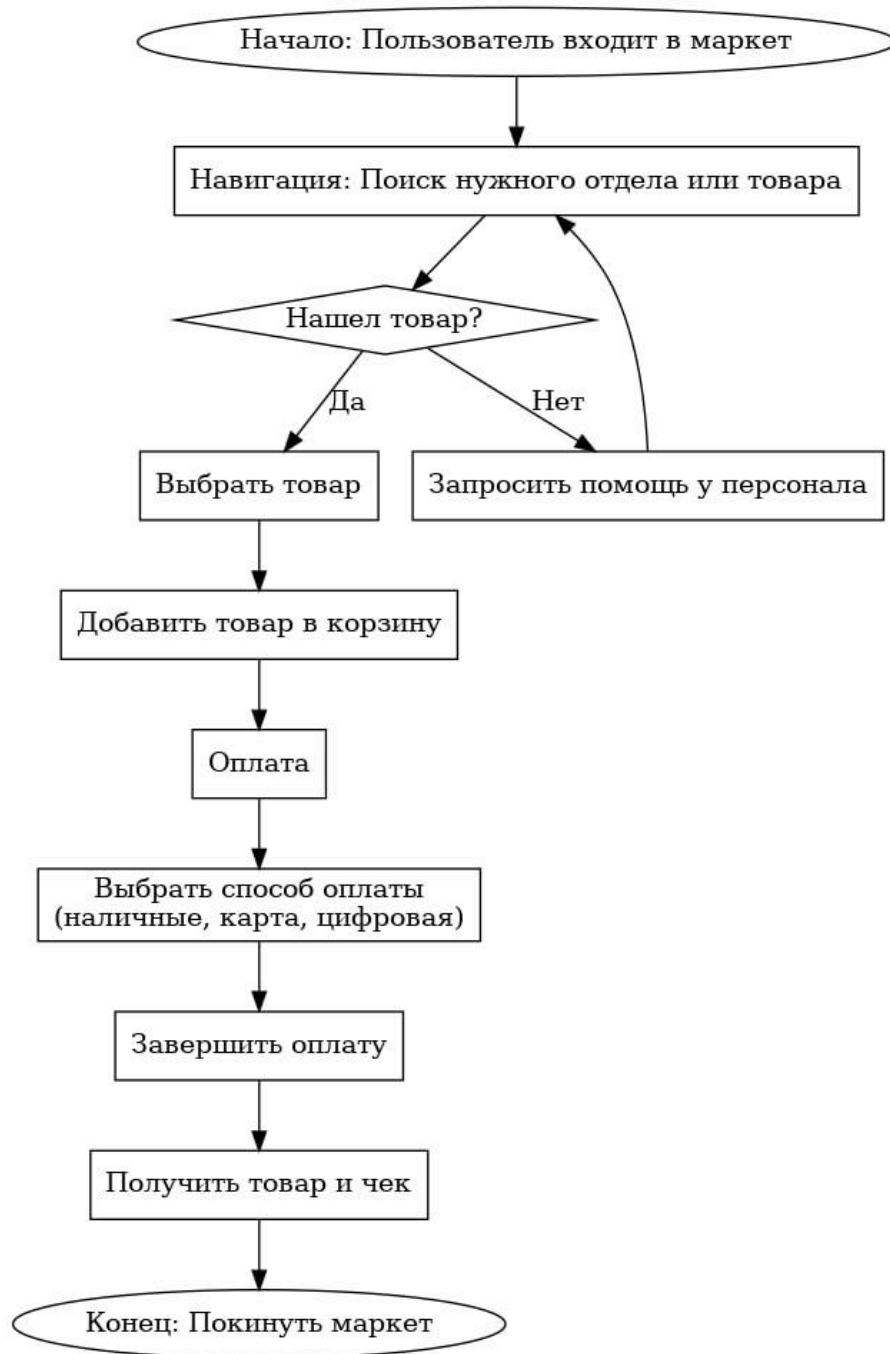 Начало: Пользователь входит в маркет
Навигация: Поиск нужного отдела или товара
Нашел товар?
Да
Нет
Выбрать товар
Запросить помощь у персонала
Добавить товар в корзину
Оплата
Выбрать способ оплаты
(наличные, карта, цифровая)
Завершить оплату
Получить товар и чек
Конец: Покинуть маркет